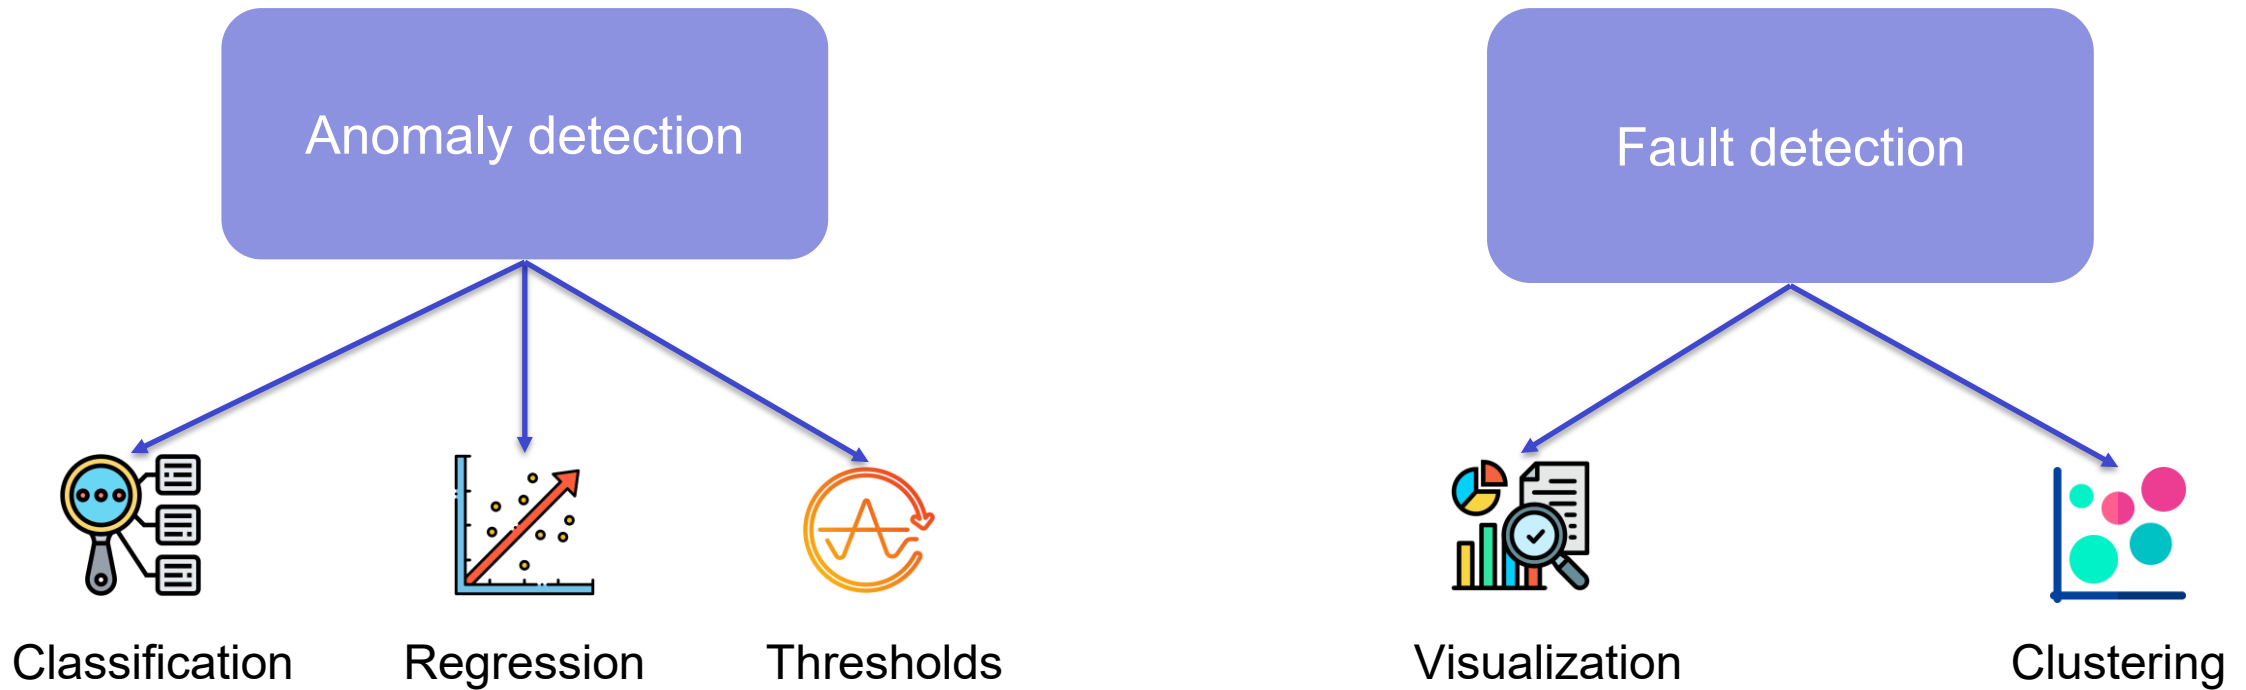 Anomaly detection
Fault detection
Classification
Regression
Thresholds
Visualization
Clustering